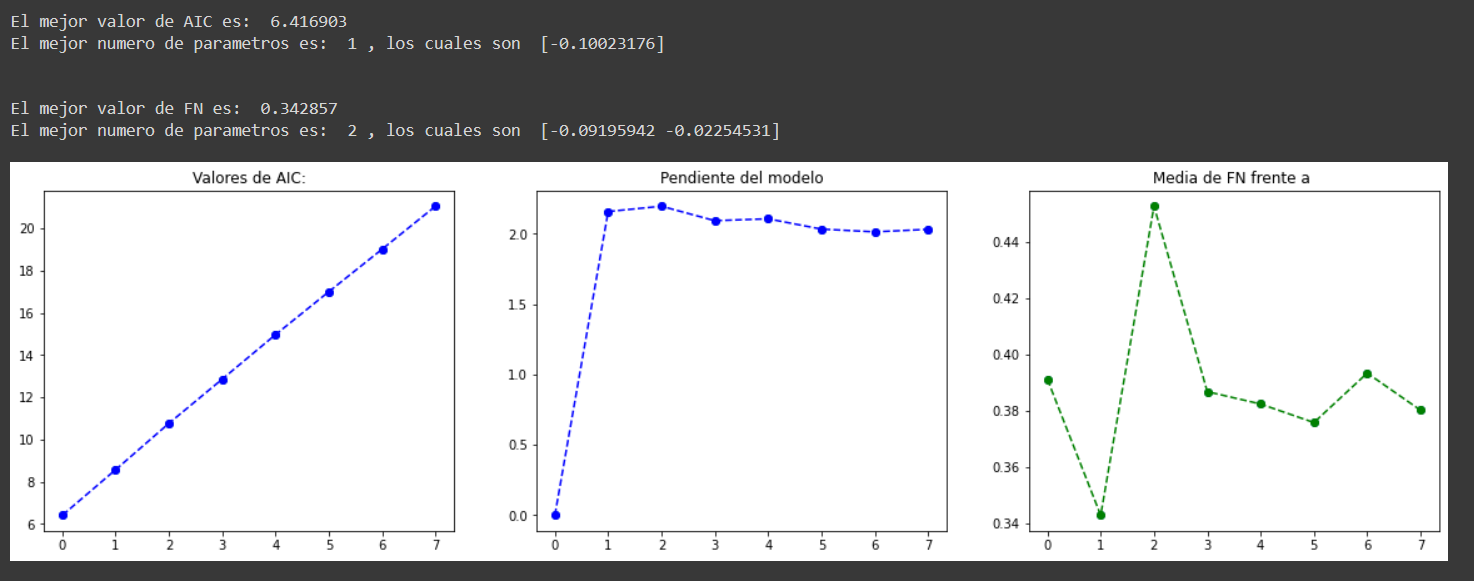 El mejor valor de AIC es:  6.416903
El mejor numero de parametros es:  1 , los cuales son  [-0.10023176]
El mejor valor de FN es:  0.342857
El mejor numero de parametros es:  2 , los cuales son  [-0.09195942 -0.02254531]
Valores de AIC:
20
18
16
14
12
10
8
6
0 1 2 3 4 5 6 7
Pendiente del modelo
2.0
1.5
1.0
0.5
0.0
0 1 2 3 4 5 6 7
Media de FN frente a
0.44
0.42
0.40
0.38
0.36
0.34
0 1 2 3 4 5 6 7